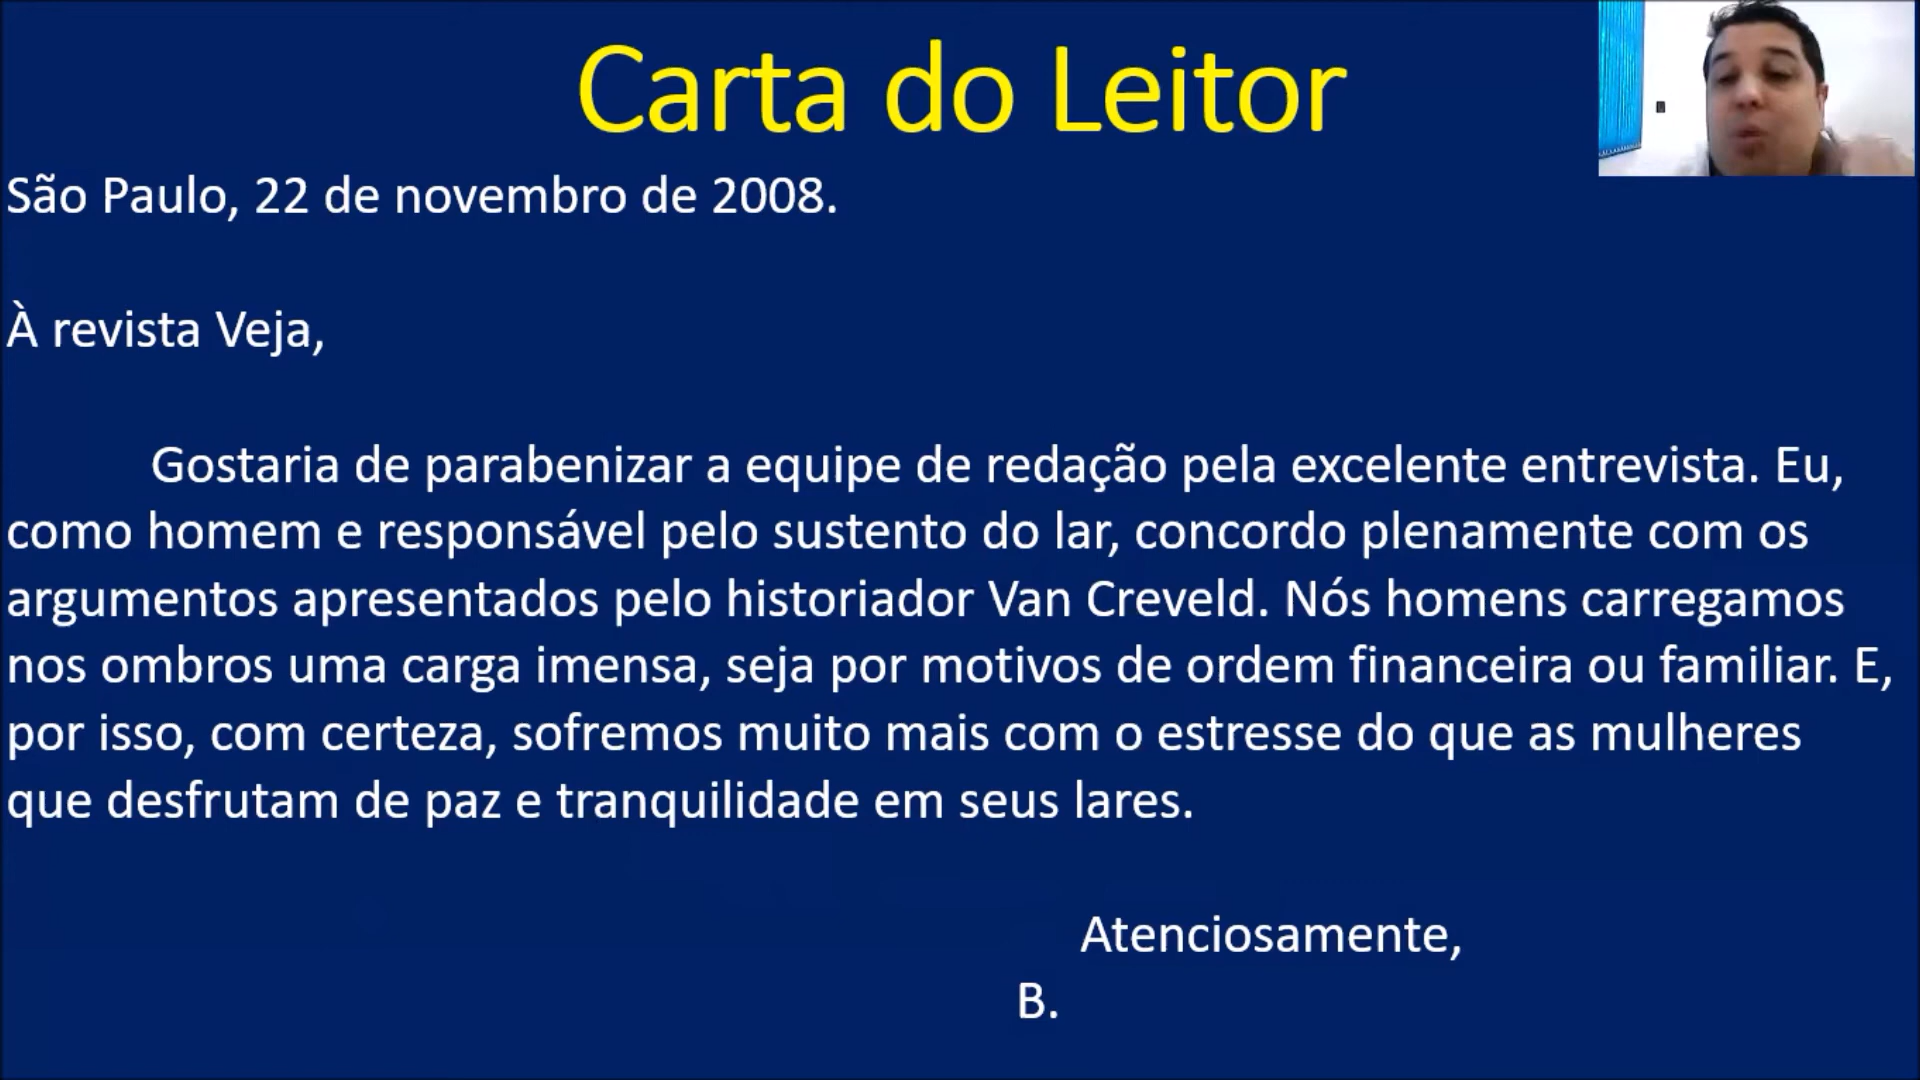 Carta do Leitor
São Paulo, 22 de novembro de 2008.
À revista Veja,
Gostaria de parabenizar a equipe de redação pela excelente entrevista. Eu,
como homem e responsável pelo sustento do lar, concordo plenamente com os
argumentos apresentados pelo historiador Van Creveld. Nós homens carregamos
nos ombros uma carga imensa, seja por motivos de ordem financeira ou familiar. E,
por isso, com certeza, sofremos muito mais com o estresse do que as mulheres
que desfrutam de paz e tranquilidade em seus lares.
Atenciosamente,
B.